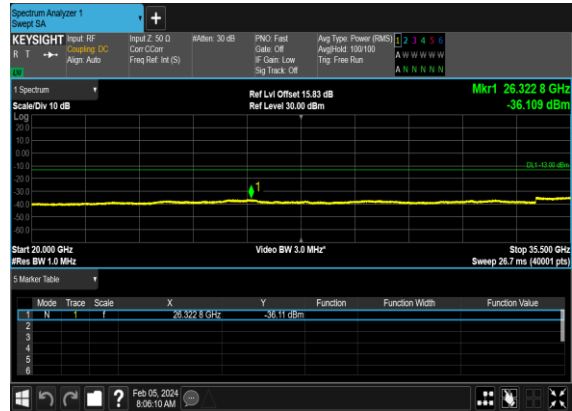 Spectrum Analyzer 1
Swept SA
+
KEYSIGHT Input: RF Input Z: 50 Ω #Atten: 30 dB PNO: Fast Avg Type: Power (RMS) 1 2 3 4 5 6
R T Coupling: DC Corr CCorr Gate: Off Avg|Hold: 100/100 A W W W W W
Align: Auto Freq Ref: Int (S) IF Gain: Low Trig: Free Run
Sig Track: Off A N N N N N
1 Spectrum Ref Lvl Offset 15.83 dB Mkr1 26.322 8 GHz
Scale/Div 10 dB Ref Level 30.00 dBm -36.109 dBm
Log
20.0
10.0
0.00
-10.0 DL1 -13.00 dBm
-20.0
-30.0 1
-40.0
-50.0
-60.0
Start 20.000 GHz Video BW 3.0 MHz* Stop 35.500 GHz
#Res BW 1.0 MHz Sweep 26.7 ms (40001 pts)
5 Marker Table
Mode Trace Scale X Y Function Function Width Function Value
1 N 1 f 26.322 8 GHz -36.11 dBm
2
3
4
5
6
? Feb 05, 2024
8:06:10 AM